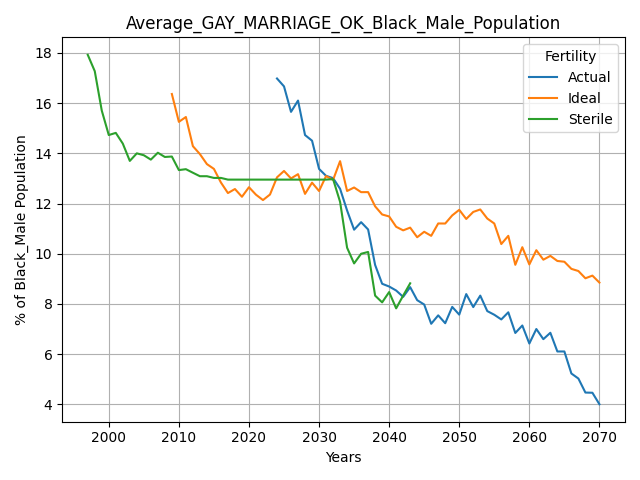 Average_GAY_MARRIAGE_OK_Black_Male_Population
Fertility
Actual
Ideal
Sterile
% of Black_Male Population
18
16
14
12
10
8
6
4
2000 2010 2020 2030 2040 2050 2060 2070
Years